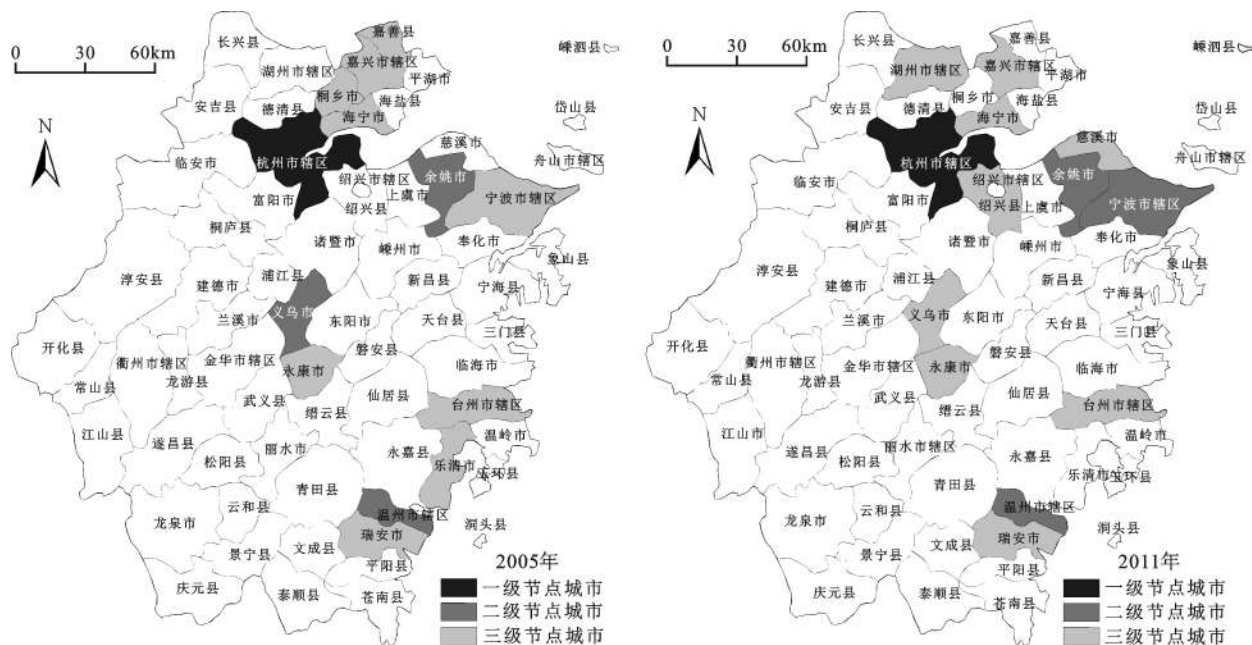 0 30 60km
N
长兴县
嘉善县
嵊泗县
湖州市辖区
嘉兴市辖区
平湖市
安吉县
德清县
桐乡市
海盐县
海宁市
岱山县
慈溪市
杭州市辖区
舟山市辖区
临安市
绍兴市辖区
余姚市
富阳市
上虞市
宁波市辖区
绍兴县
桐庐县
诸暨市
嵊州市
奉化市
象山县
淳安县
建德市
浦江县
新昌县
宁海县
兰溪市
义乌市
东阳市
天台县
三门县
开化县
衢州市辖区
金华市辖区
磐安县
临海市
常山县
龙游县
永康市
武义县
仙居县
台州市辖区
缙云县
江山县
遂昌县
丽水市
永嘉县
温岭市
松阳县
乐清市
玉环县
青田县
云和县
龙泉市
温州市辖区
洞头县
瑞安市
景宁县
文成县
平阳县
庆元县
泰顺县
苍南县
2005年
一级节点城市
二级节点城市
三级节点城市
0 30 60km
N
长兴县
嘉善县
嵊泗县
湖州市辖区
嘉兴市辖区
平湖市
安吉县
德清县
桐乡市
海盐县
海宁市
岱山县
慈溪市
杭州市辖区
舟山市辖区
临安市
绍兴市辖区
余姚市
富阳市
绍兴县
上虞市
宁波市辖区
桐庐县
诸暨市
嵊州市
奉化市
象山县
淳安县
建德市
浦江县
新昌县
宁海县
兰溪市
义乌市
东阳市
天台县
三门县
开化县
衢州市辖区
金华市辖区
磐安县
临海市
常山县
龙游县
永康市
武义县
仙居县
台州市辖区
缙云县
江山市
遂昌县
丽水市辖区
永嘉县
温岭市
松阳县
乐清市
玉环县
青田县
云和县
龙泉市
温州市辖区
洞头县
瑞安市
景宁县
文成县
平阳县
庆元县
泰顺县
苍南县
2011年
一级节点城市
二级节点城市
三级节点城市